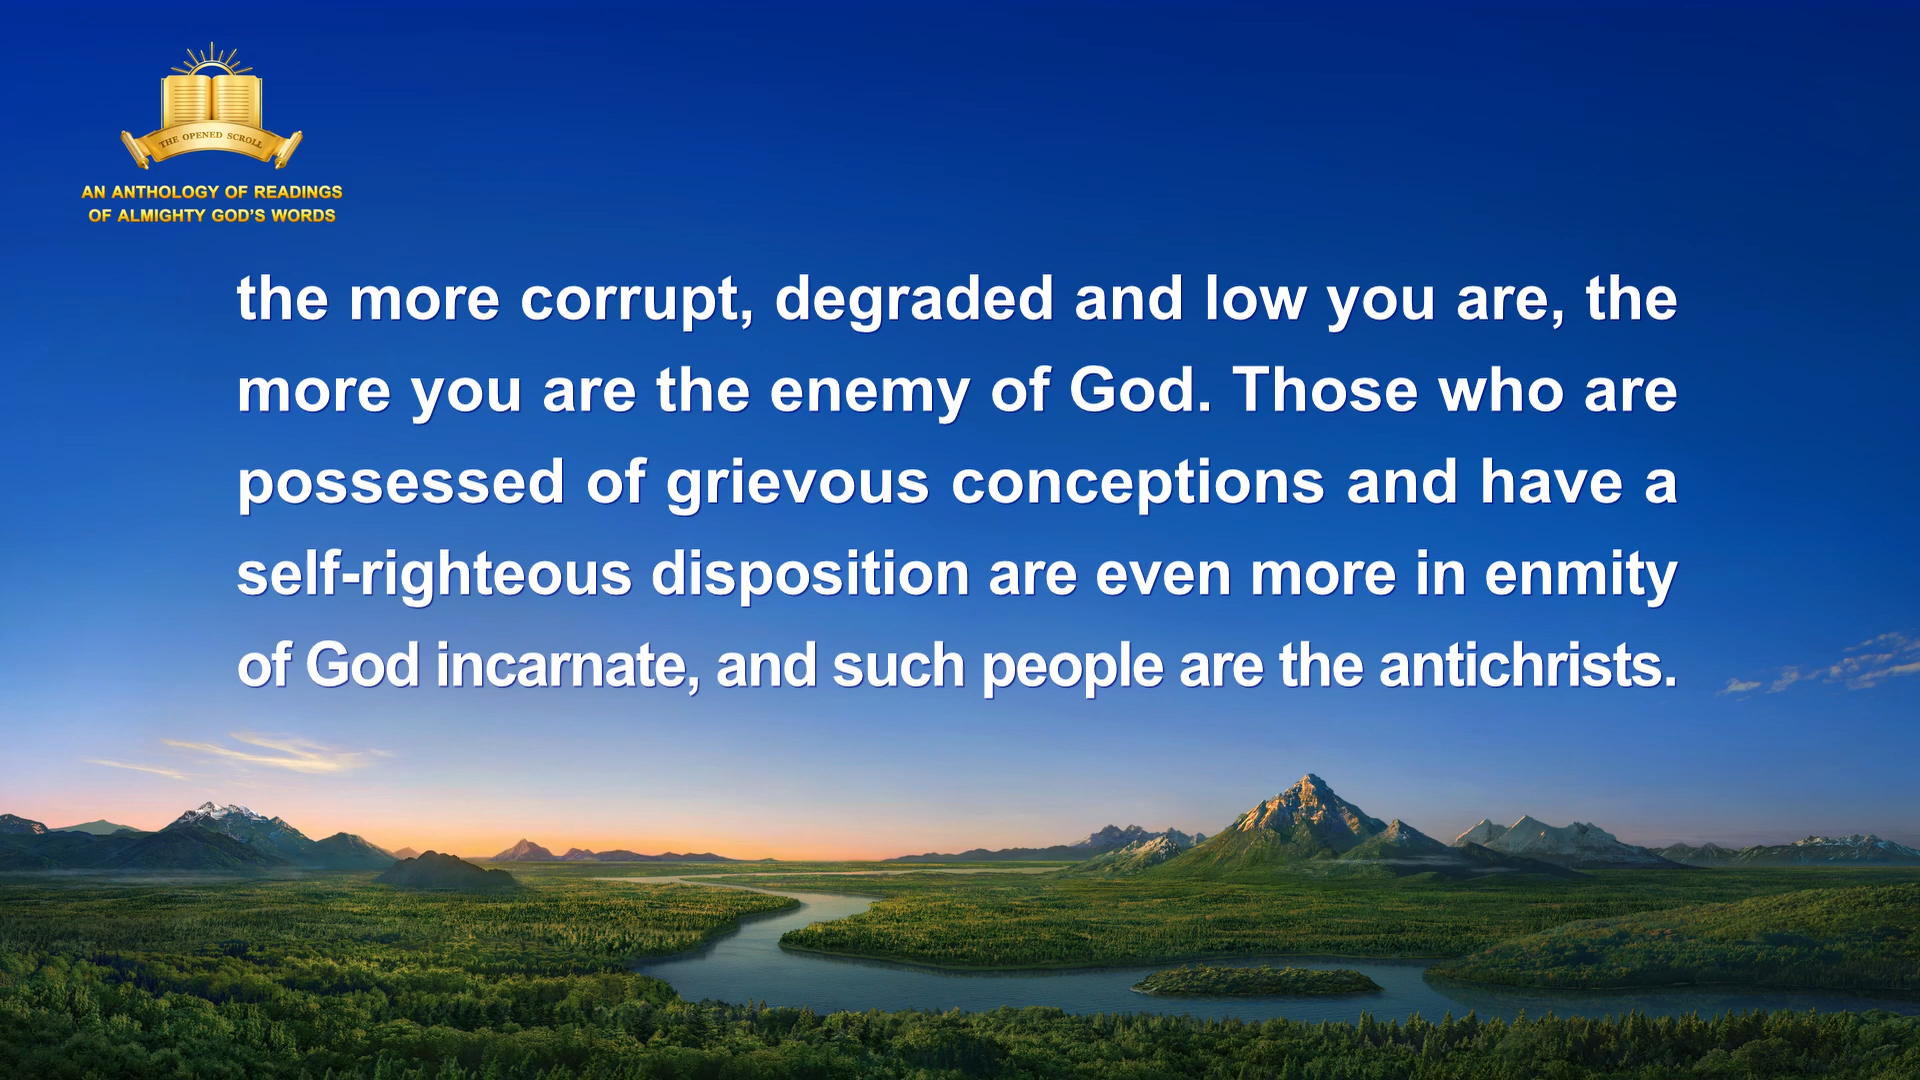 THE OPENED SCROLL
AN ANTHOLOGY OF READINGS
OF ALMIGHTY GOD'S WORDS
the more corrupt, degraded and low you are, the
more you are the enemy of God. Those who are
possessed of grievous conceptions and have a
self-righteous disposition are even more in enmity
of God incarnate, and such people are the antichrists.